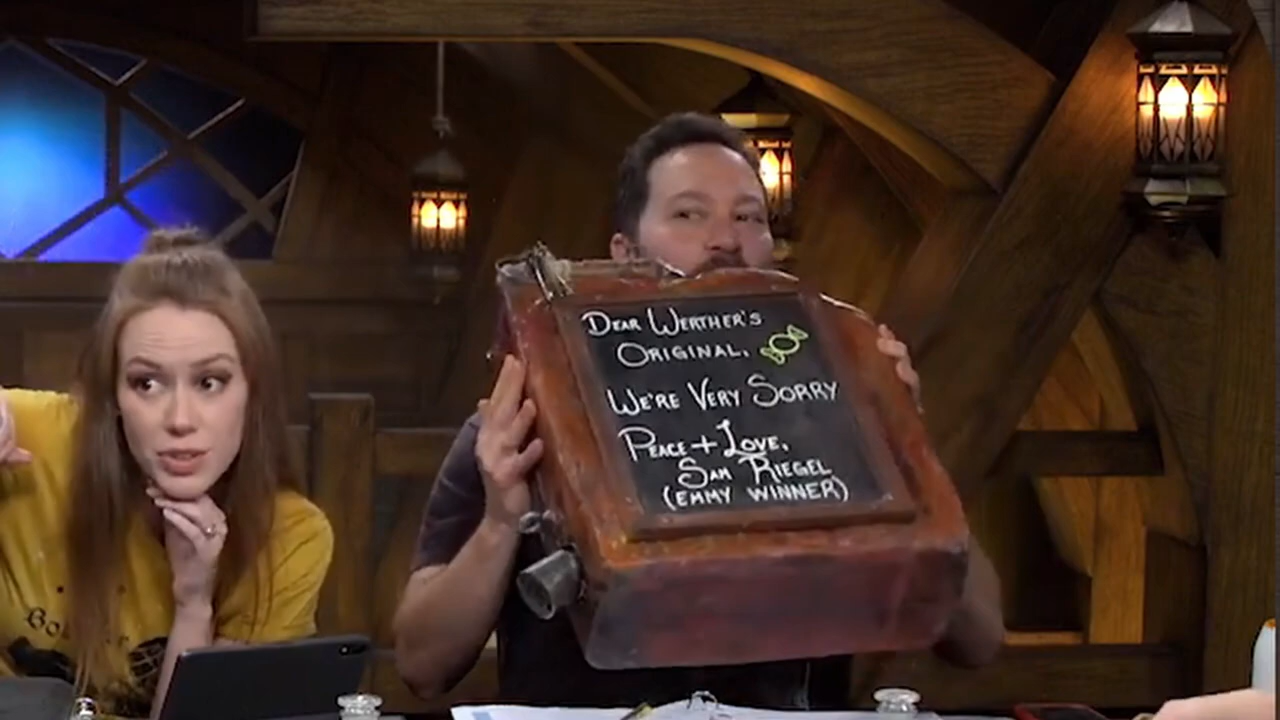 Dear Werther's
Original,
We're Very Sorry
Peace + Love,
Sam Riegel
(Emmy Winner)